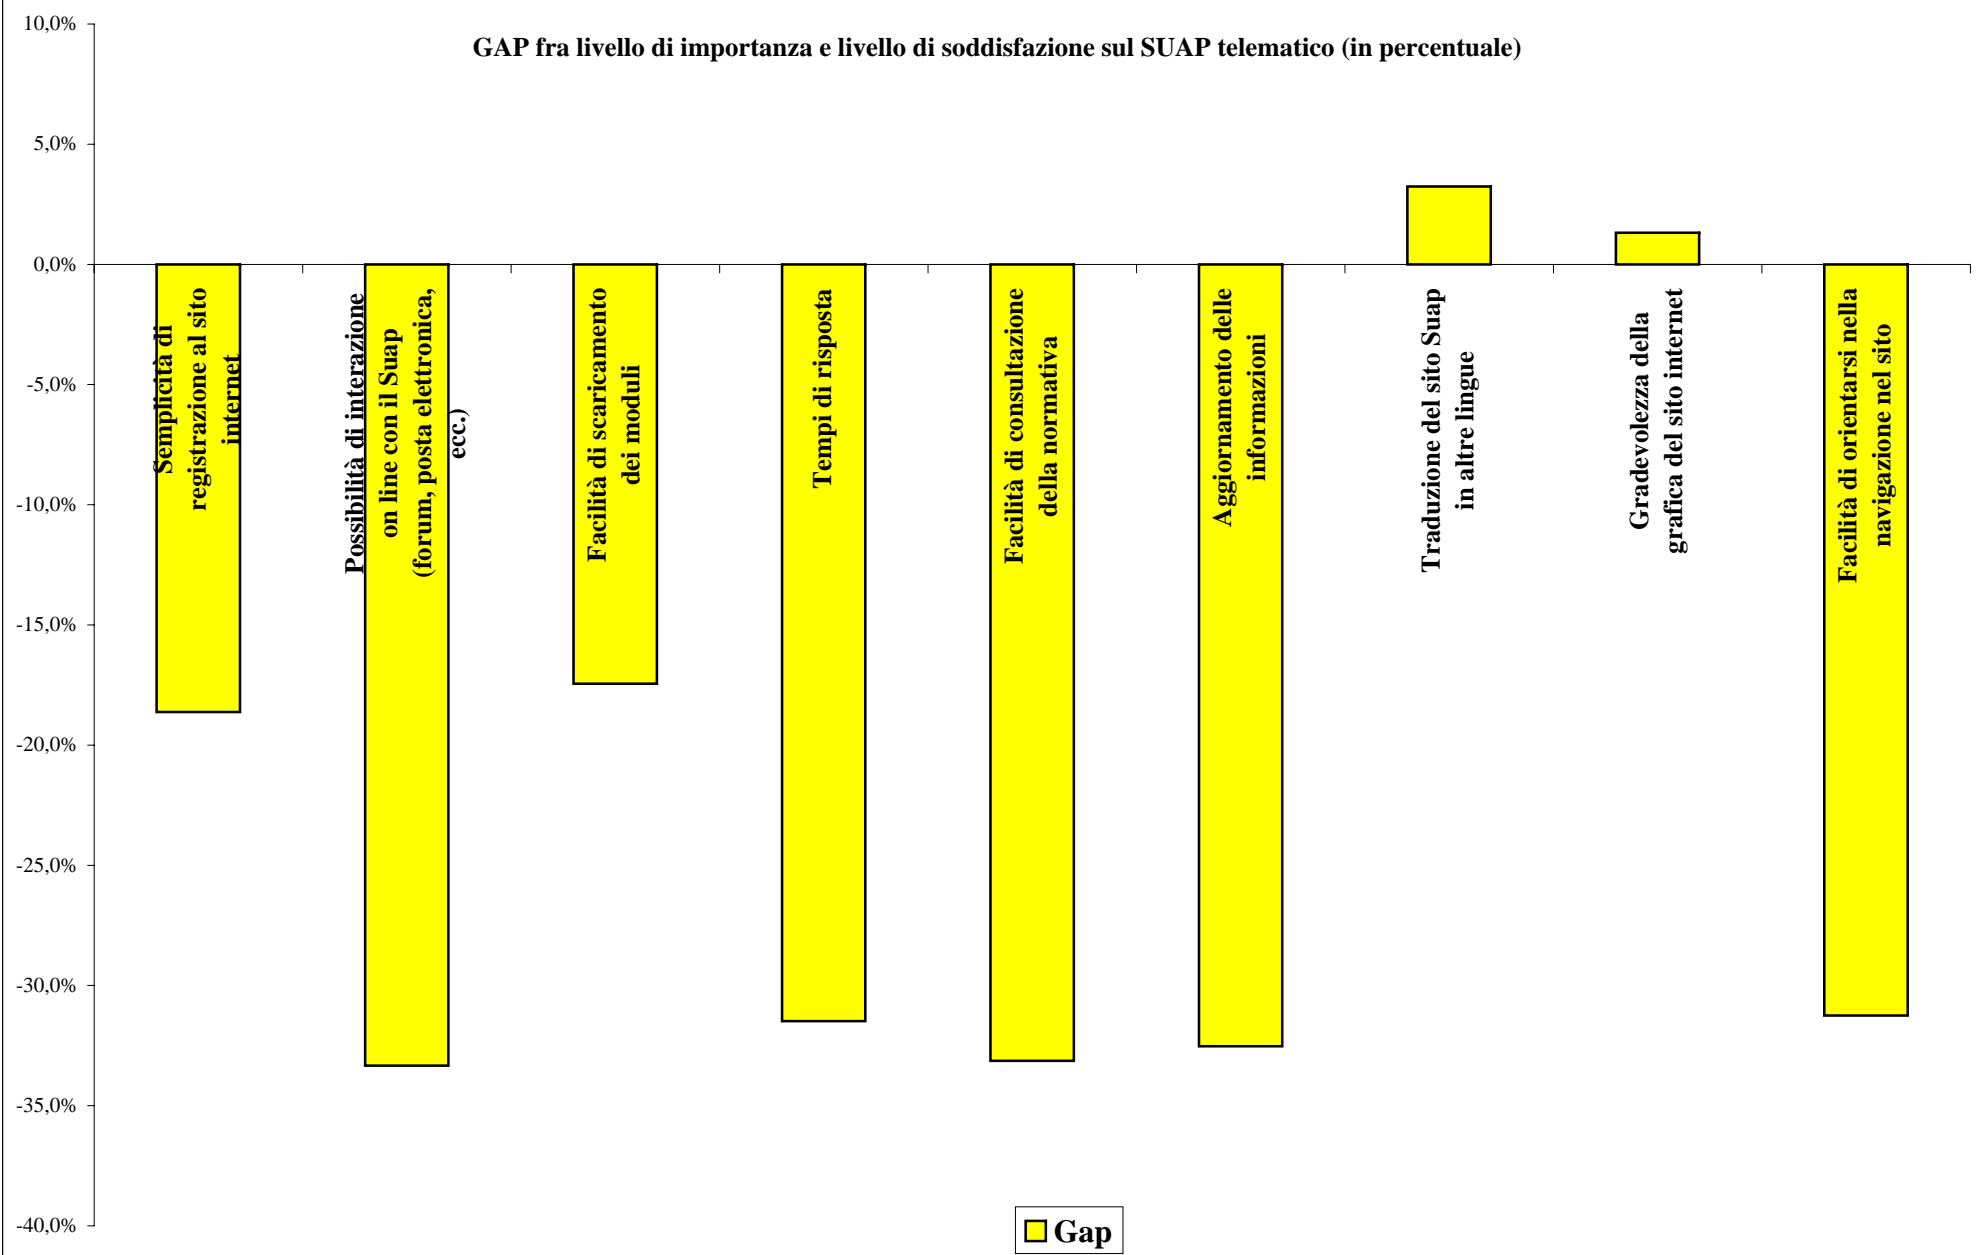 GAP fra livello di importanza e livello di soddisfazione sul SUAP telematico (in percentuale)
10,0%
5,0%
0,0%
-5,0%
-10,0%
-15,0%
-20,0%
-25,0%
-30,0%
-35,0%
-40,0%
Semplicità di
registrazione al sito
internet
Possibilità di interazione
on line con il Suap
(forum, posta elettronica,
ecc.)
Facilità di scaricamento
dei moduli
Tempi di risposta
Facilità di consultazione
della normativa
Aggiornamento delle
informazioni
Traduzione del sito Suap
in altre lingue
Gradevolezza della
grafica del sito internet
Facilità di orientarsi nella
navigazione nel sito
Gap